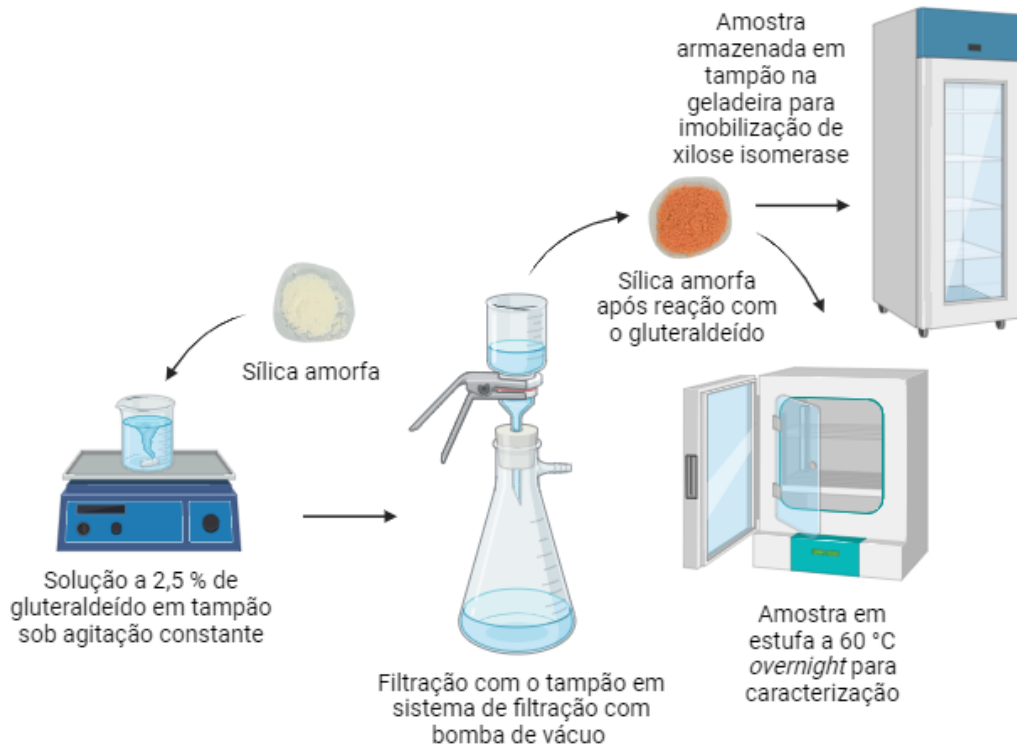 Amostra
armazenada em
tampão na
geladeira para
imobilização de
xilose isomerase
Sílica amorfa
após reação com
o gluteraldeído
Sílica amorfa
Solução a 2,5 % de
gluteraldeído em tampão
sob agitação constante
Filtração com o tampão em
sistema de filtração com
bomba de vácuo
Amostra em
estufa a 60 °C
overnight para
caracterização